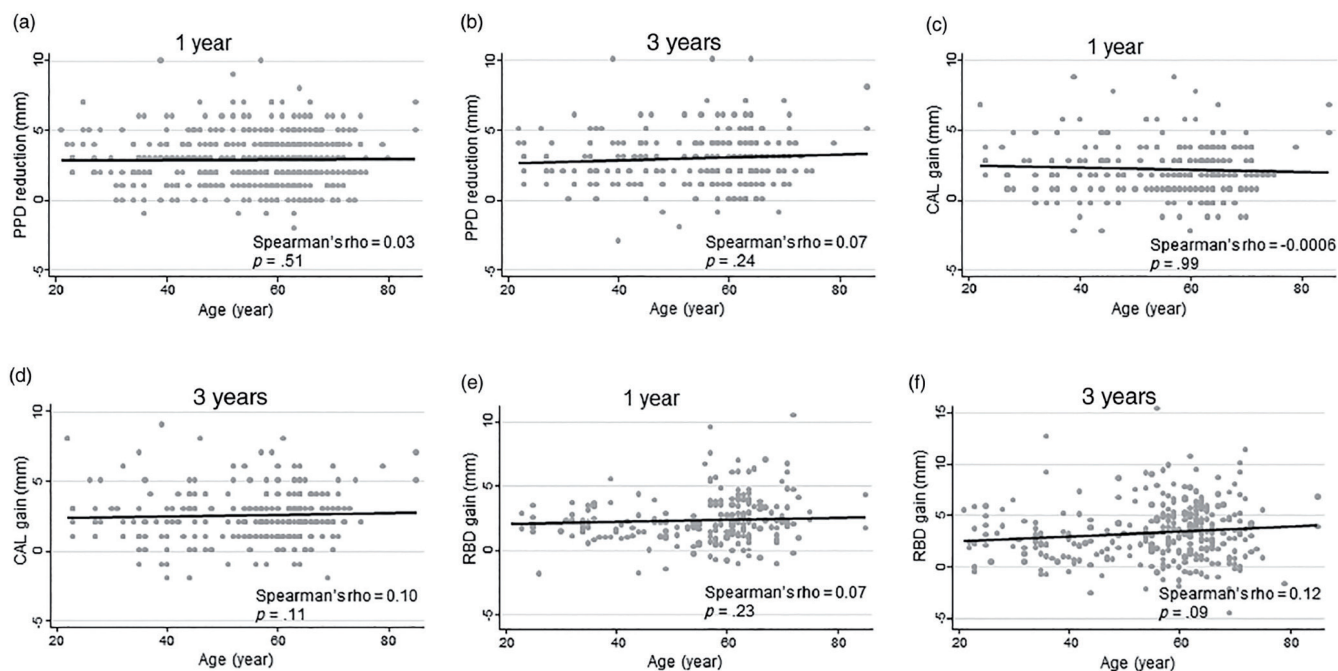 (a)
1 year
PPD reduction (mm)
10
5
0
-5
Spearman's rho = 0.03
p = .51
20 40 60 80
Age (year)
(b)
3 years
PPD reduction (mm)
10
5
0
-5
Spearman's rho = 0.07
p = .24
20 40 60 80
Age (year)
(c)
1 year
CAL gain (mm)
10
5
0
-5
Spearman's rho = -0.0006
p = .99
20 40 60 80
Age (year)
(d)
3 years
CAL gain (mm)
10
5
0
-5
Spearman's rho = 0.10
p = .11
20 40 60 80
Age (year)
(e)
1 year
RBD gain (mm)
10
5
0
-5
Spearman's rho = 0.07
p = .23
20 40 60 80
Age (year)
(f)
3 years
RBD gain (mm)
15
10
5
0
-5
Spearman's rho = 0.12
p = .09
20 40 60 80
Age (year)